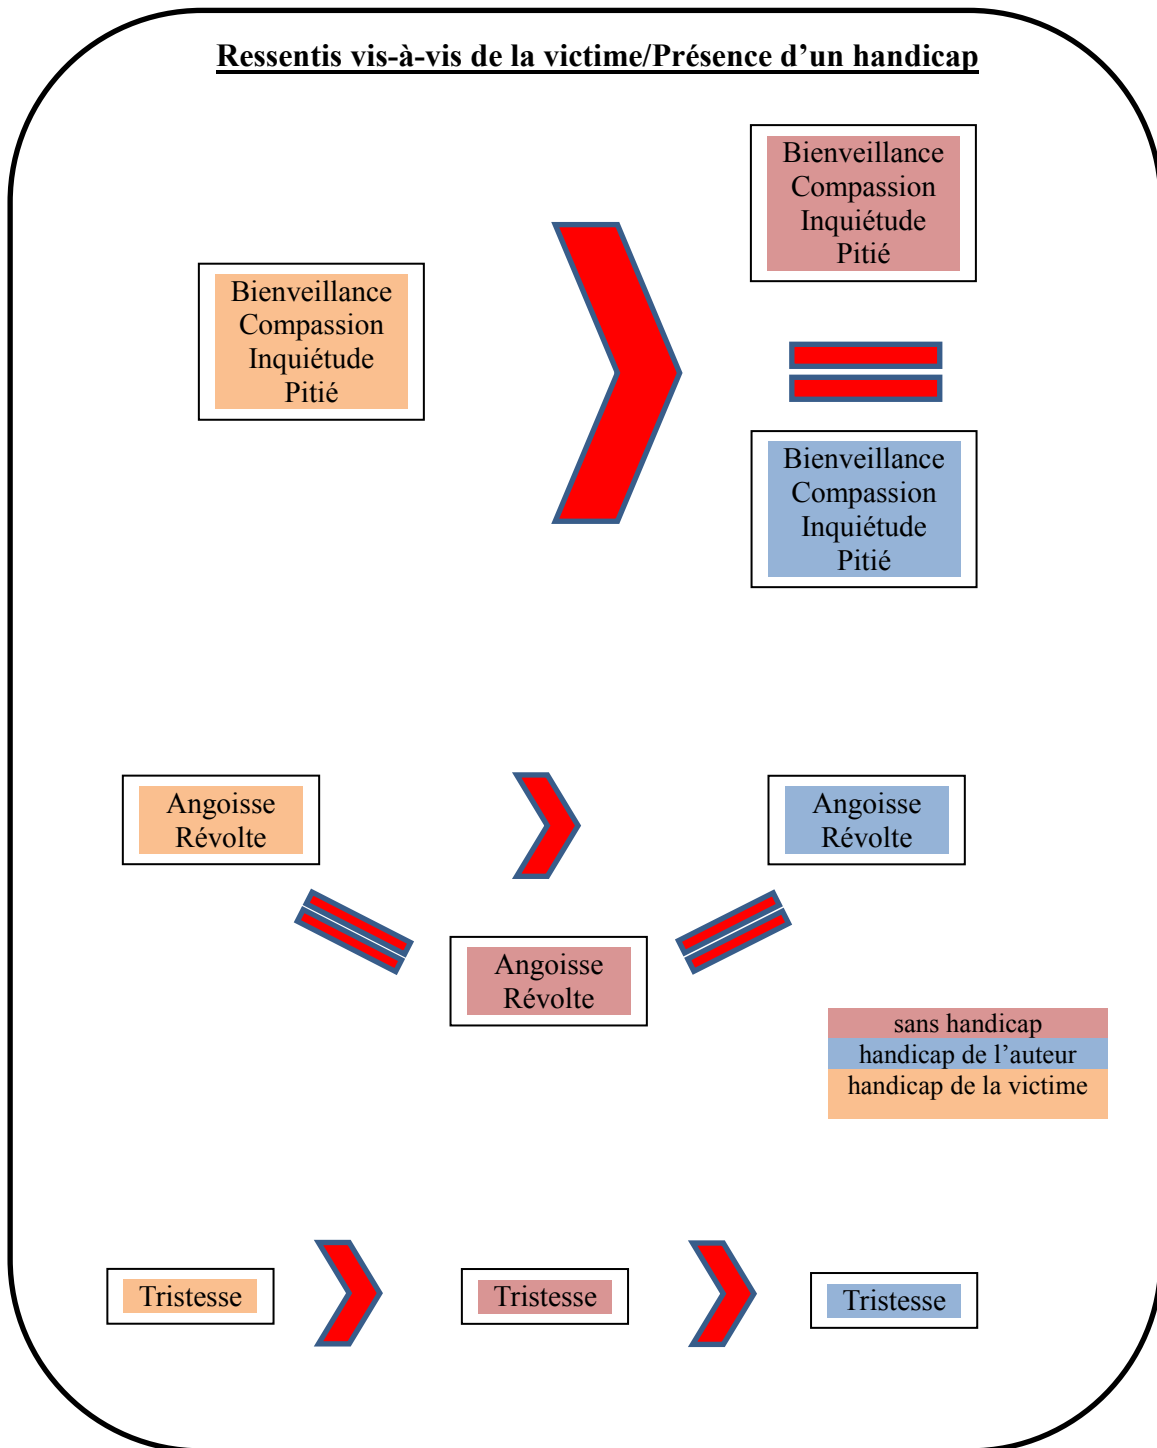 Ressentis vis-à-vis de la victime/Présence d’un handicap
Bienveillance
Compassion
Inquiétude
Pitié
Bienveillance
Compassion
Inquiétude
Pitié
Bienveillance
Compassion
Inquiétude
Pitié
Angoisse
Révolte
Angoisse
Révolte
Angoisse
Révolte
sans handicap
handicap de l’auteur
handicap de la victime
Tristesse
Tristesse
Tristesse